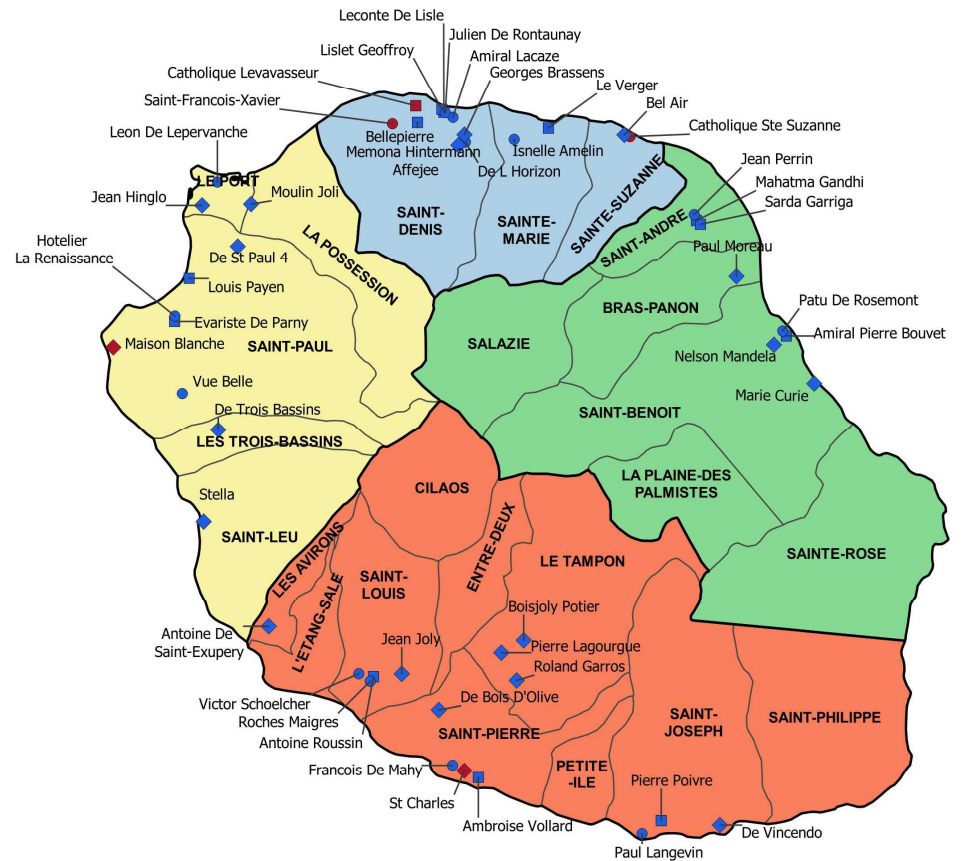 Leconte De Lisle
Julien De Rontaunay
Lislet Geoffroy
Amiral Lacaze
Georges Brassens
Catholique Levavasseur
Le Verger
Saint-Francois-Xavier
Bel Air
Catholique Ste Suzanne
Leon De Lepervanche
Bellepierre
Memona Hintermann
Affejee
Isnelle Amelin
De L Horizon
Jean Perrin
Mahatma Gandhi
Sarda Garriga
LE PORT
Jean Hinglo
Moulin Joli
SAINT-
DENIS
SAINTE-
MARIE
SAINTE-SUZANNE
SAINT-ANDRE
Paul Moreau
Hotelier
La Renaissance
De St Paul 4
LA POSSESSION
Louis Payen
BRAS-PANON
Patu De Rosemont
Evariste De Parny
Amiral Pierre Bouvet
Maison Blanche
SAINT-PAUL
SALAZIE
Nelson Mandela
Vue Belle
Marie Curie
De Trois Bassins
SAINT-BENOIT
LES TROIS-BASSINS
CILAOS
LA PLAINE-DES
PALMISTES
Stella
SAINT-LEU
LES AVIRONS
ENTRE-DEUX
LE TAMPON
SAINTE-ROSE
SAINT-
LOUIS
L'ETANG-SALE
Boisjoly Potier
Antoine De
Saint-Exupery
Jean Joly
Pierre Lagourgue
Roland Garros
Victor Schoelcher
Roches Maigres
Antoine Roussin
De Bois D'Olive
SAINT-PIERRE
SAINT-
JOSEPH
SAINT-PHILIPPE
Francois De Mahy
PETITE
-ILE
Pierre Poivre
St Charles
Ambroise Vollard
De Vincendo
Paul Langevin